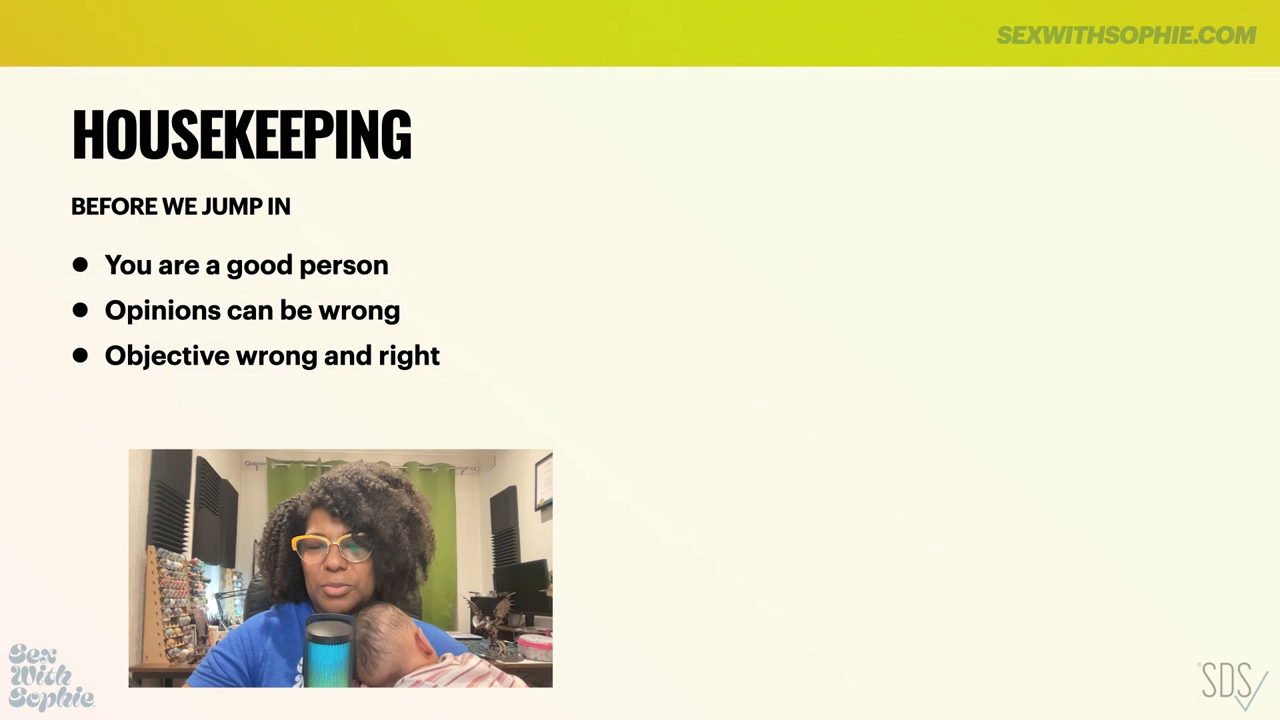 SEXWITHSOPHIE.COM
HOUSEKEEPING
BEFORE WE JUMP IN
● You are a good person
● Opinions can be wrong
● Objective wrong and right
Sex
With
Sophie
SDS